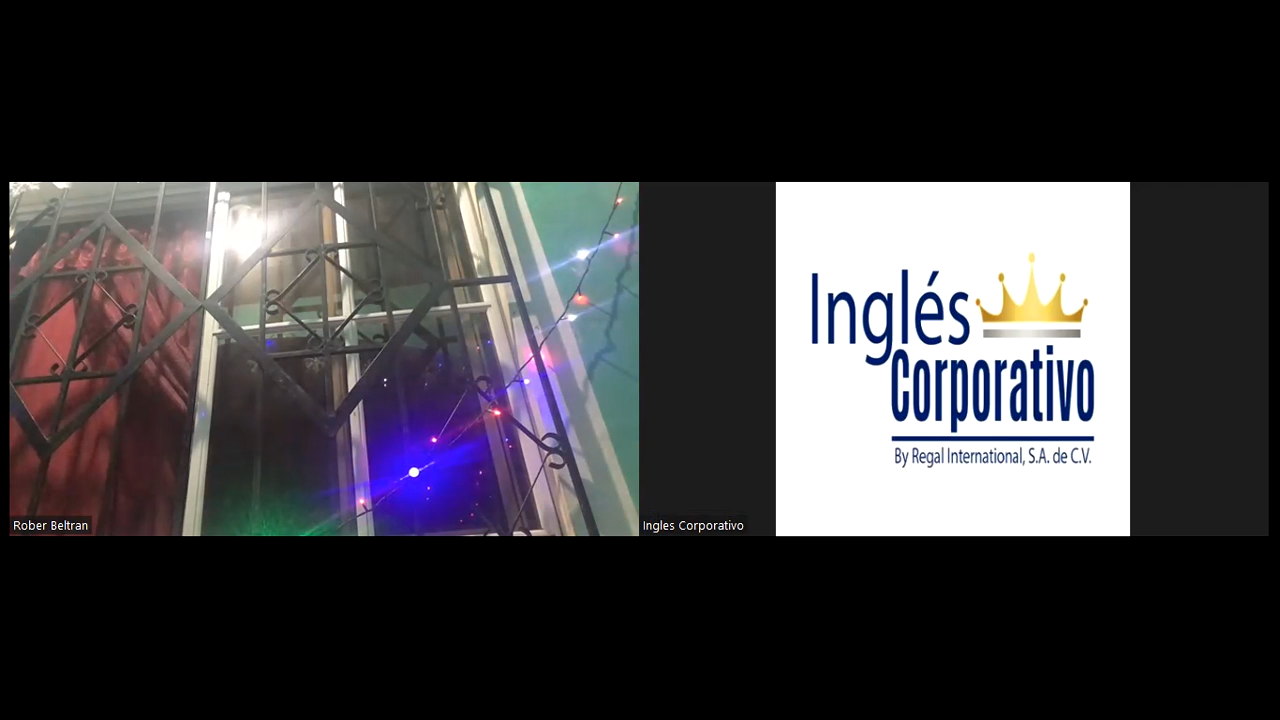 Inglés
Corporativo
By Regal International, S.A. de C.V.
Rober Beltran
Ingles Corporativo